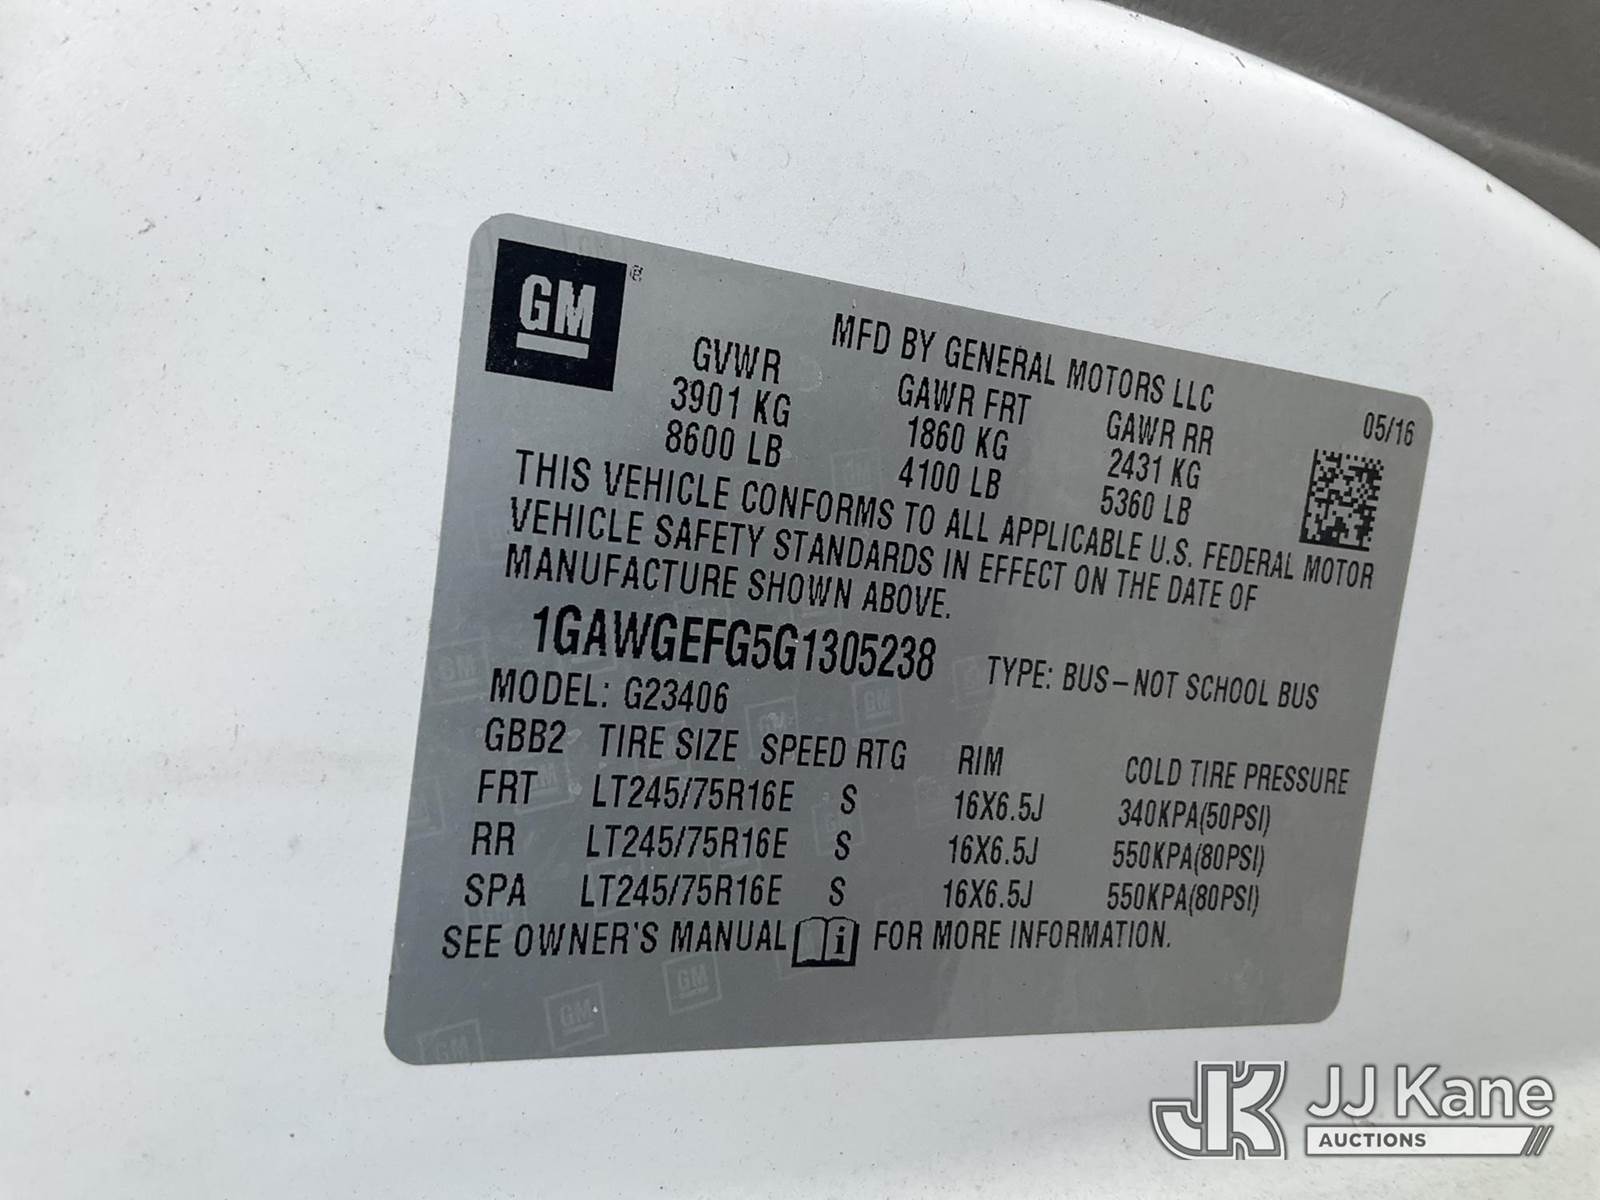 GM ®
MFD BY GENERAL MOTORS LLC
05/16
GVWR GAWR FRT GAWR RR
3901 KG 1860 KG 2431 KG
8600 LB 4100 LB 5360 LB
THIS VEHICLE CONFORMS TO ALL APPLICABLE U.S. FEDERAL MOTOR
VEHICLE SAFETY STANDARDS IN EFFECT ON THE DATE OF
MANUFACTURE SHOWN ABOVE.
1GAWGEFG5G1305238 TYPE: BUS–NOT SCHOOL BUS
MODEL: G23406
GBB2 TIRE SIZE SPEED RTG RIM COLD TIRE PRESSURE
FRT LT245/75R16E S 16X6.5J 340KPA(50PSI)
RR LT245/75R16E S 16X6.5J 550KPA(80PSI)
SPA LT245/75R16E S 16X6.5J 550KPA(80PSI)
SEE OWNER'S MANUAL i FOR MORE INFORMATION.
JK JJ Kane
AUCTIONS